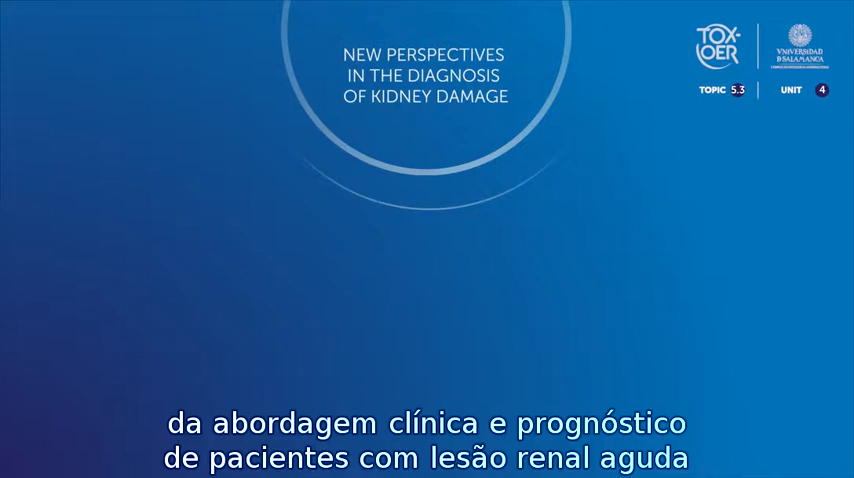 NEW PERSPECTIVES
IN THE DIAGNOSIS
OF KIDNEY DAMAGE
TOX-
OER
VNIVERSIDAD
D SALAMANCA
TOPIC 5.3
UNIT 4
da abordagem clínica e prognóstico
de pacientes com lesão renal aguda